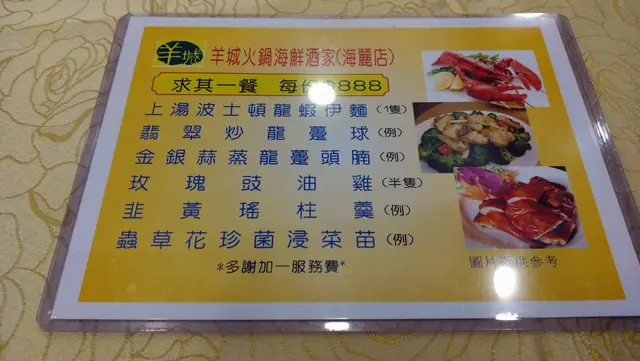 羊城
羊城火鍋海鮮酒家(海麗店)
求其一餐 每份$888
上湯波士頓龍蝦伊麵(1隻)
翡翠炒龍躉球(例)
金銀蒜蒸龍躉頭腩(例)
玫瑰豉油雞(半隻)
韭黃瑤柱羹(例)
蟲草花珍菌浸菜苗(例)
*多謝加一服務費*
圖片 供參考